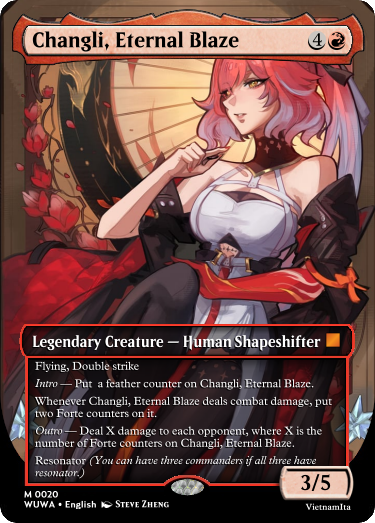 Changli, Eternal Blaze 4
Legendary Creature — Human Shapeshifter
Flying, Double strike
Intro — Put a feather counter on Changli, Eternal Blaze.
Whenever Changli, Eternal Blaze deals combat damage, put
two Forte counters on it.
Outro — Deal X damage to each opponent, where X is the
number of Forte counters on Changli, Eternal Blaze.
Resonator (You can have three commanders if all three have
resonator.)
3/5
M 0020
WUWA • English Steve Zheng
VietnamIta